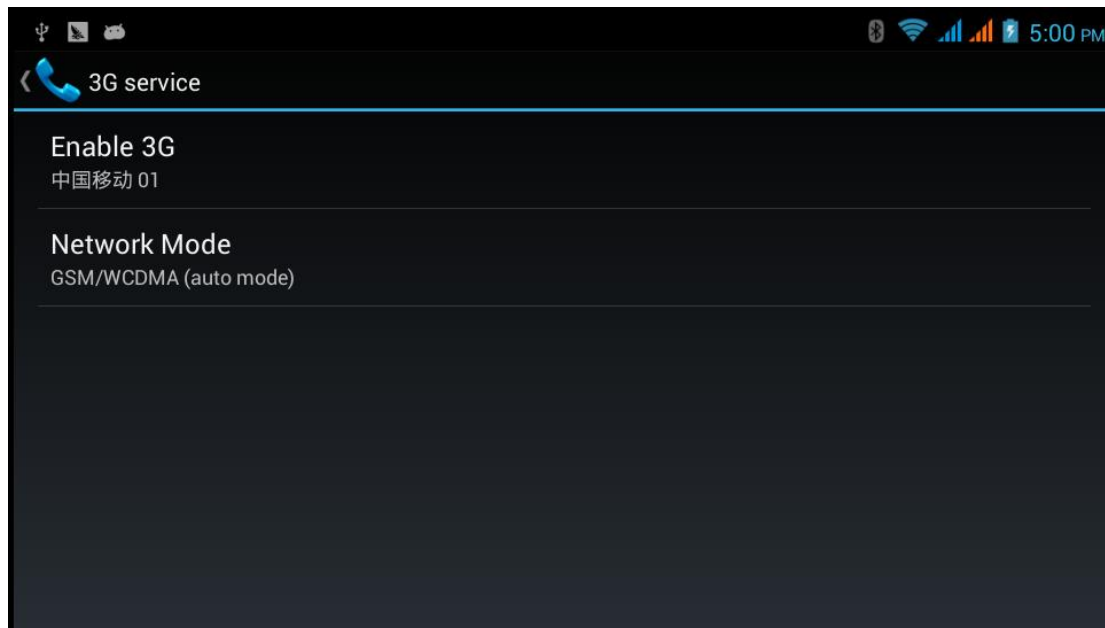 5:00 PM
3G service
Enable 3G
中国移动 01
Network Mode
GSM/WCDMA (auto mode)